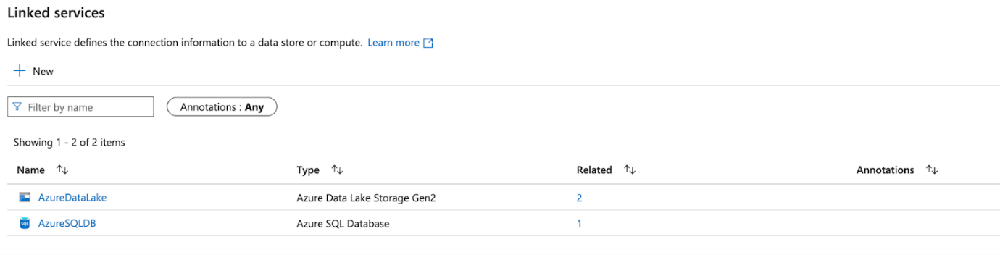 Linked services
Linked service defines the connection information to a data store or compute. Learn more
New
Filter by name
Annotations : Any
Showing 1 - 2 of 2 items
Name Type Related Annotations
AzureDataLake Azure Data Lake Storage Gen2 2
SQL AzureSQLDB Azure SQL Database 1